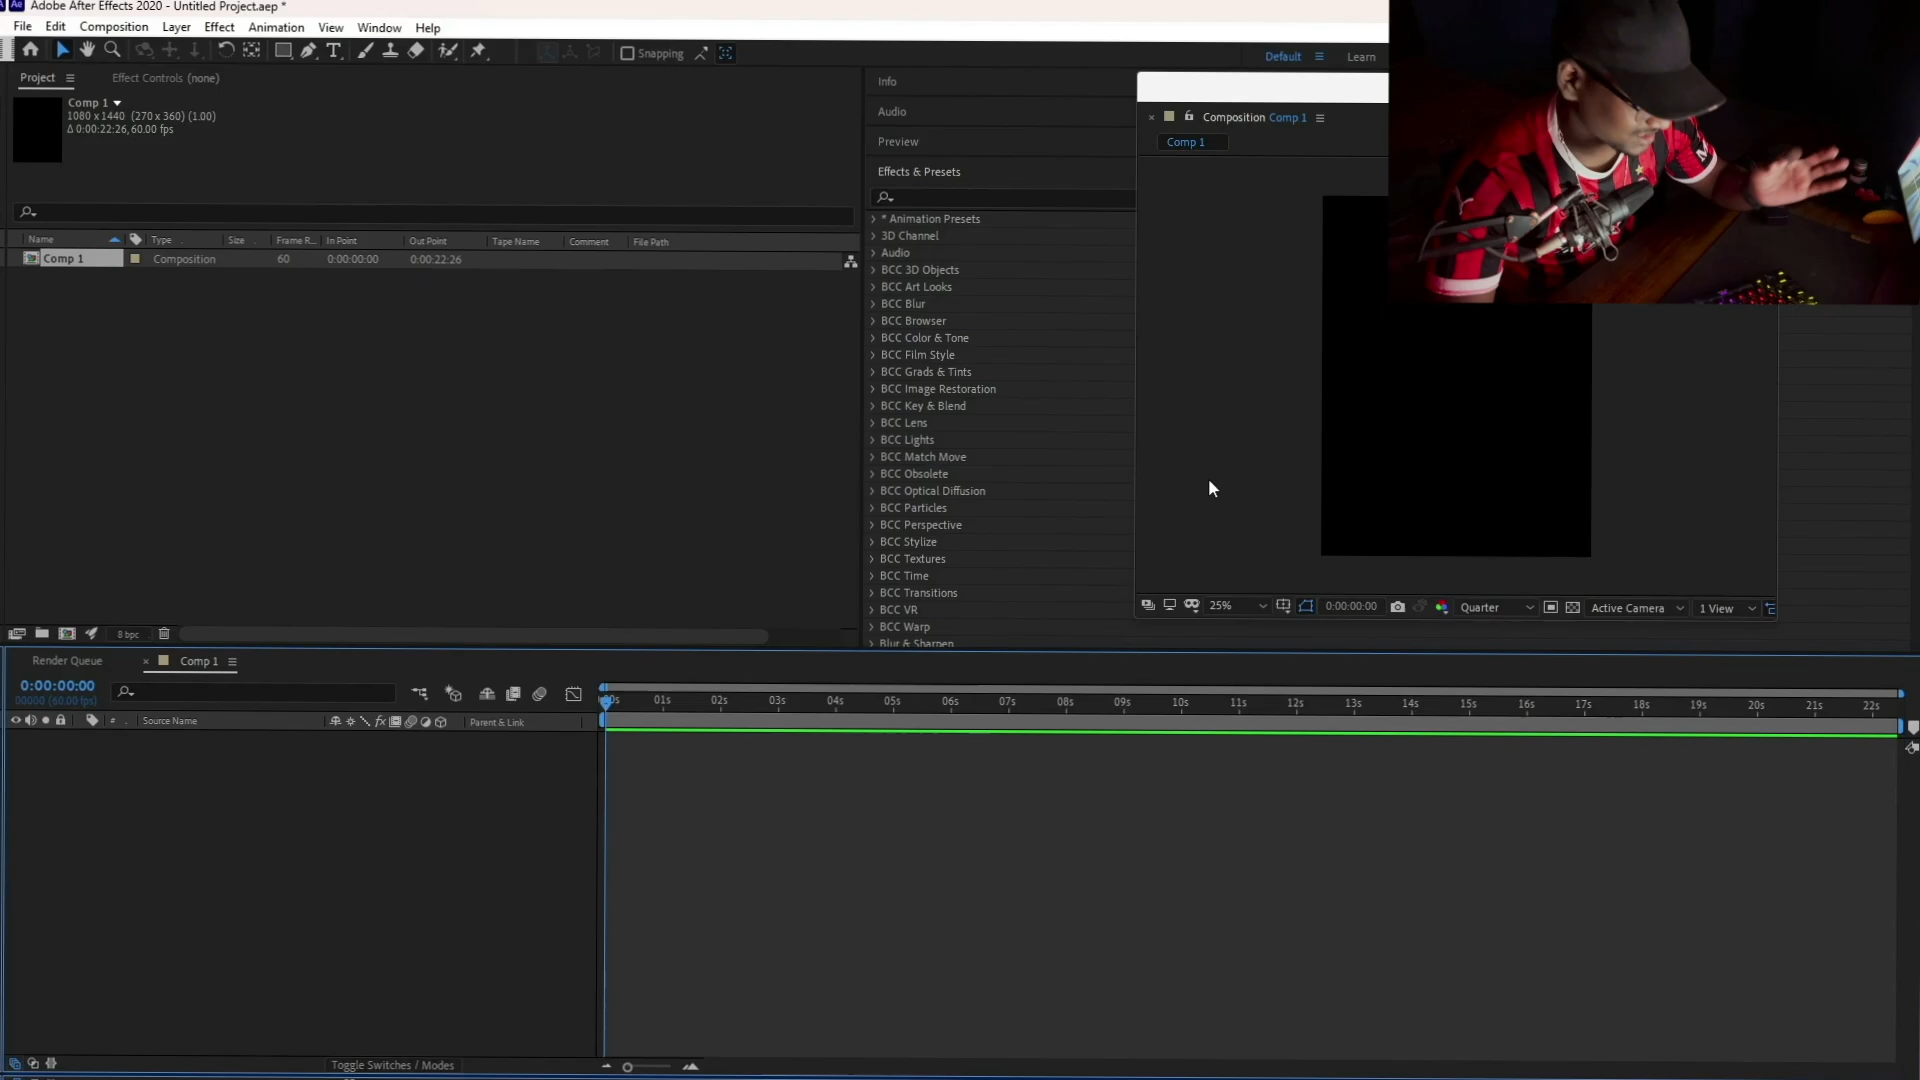 Adobe After Effects 2020 - Untitled Project.aep *
File Edit Composition Layer Effect Animation View Window Help
Snapping
Default
Learn
Project
Effect Controls (none)
Comp 1
1080 x 1440 (270 x 360) (1.00)
Δ 0:00:22:26, 60.00 fps
Name Type Size Frame R... In Point Out Point Tape Name Comment File Path
Comp 1 Composition 60 0:00:00:00 0:00:22:26
8 bpc
Info
Audio
Preview
Effects & Presets
* Animation Presets
3D Channel
Audio
BCC 3D Objects
BCC Art Looks
BCC Blur
BCC Browser
BCC Color & Tone
BCC Film Style
BCC Grads & Tints
BCC Image Restoration
BCC Key & Blend
BCC Lens
BCC Lights
BCC Match Move
BCC Obsolete
BCC Optical Diffusion
BCC Particles
BCC Perspective
BCC Stylize
BCC Textures
BCC Time
BCC Transitions
BCC VR
BCC Warp
Blur & Sharpen
Composition Comp 1
Comp 1
25% 0:00:00:00 Quarter Active Camera 1 View
Render Queue
Comp 1
0:00:00:00
00000 (60.00 fps)
# Source Name Parent & Link
01s 02s 03s 04s 05s 06s 07s 08s 09s 10s 11s 12s 13s 14s 15s 16s 17s 18s 19s 20s 21s 22s
Toggle Switches / Modes